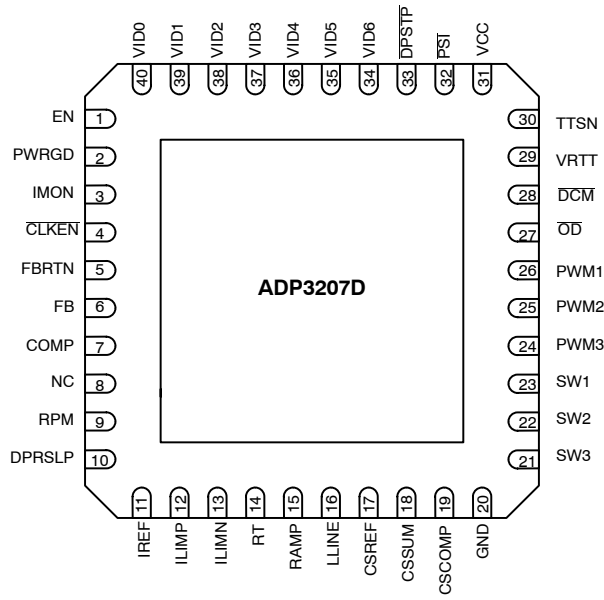 VID0 VID1 VID2 VID3 VID4 VID5 VID6 DPSTP PSI VCC
40 39 38 37 36 35 34 33 32 31
EN 1
PWRGD 2
IMON 3
CLKEN 4
FBRTN 5
FB 6
COMP 7
NC 8
RPM 9
DPRSLP 10
ADP3207D
30 TTSN
29 VRTT
28 DCM
27 OD
26 PWM1
25 PWM2
24 PWM3
23 SW1
22 SW2
21 SW3
11 12 13 14 15 16 17 18 19 20
IREF ILIMP ILIMN RT RAMP LLINE CSREF CSSUM CSCOMP GND